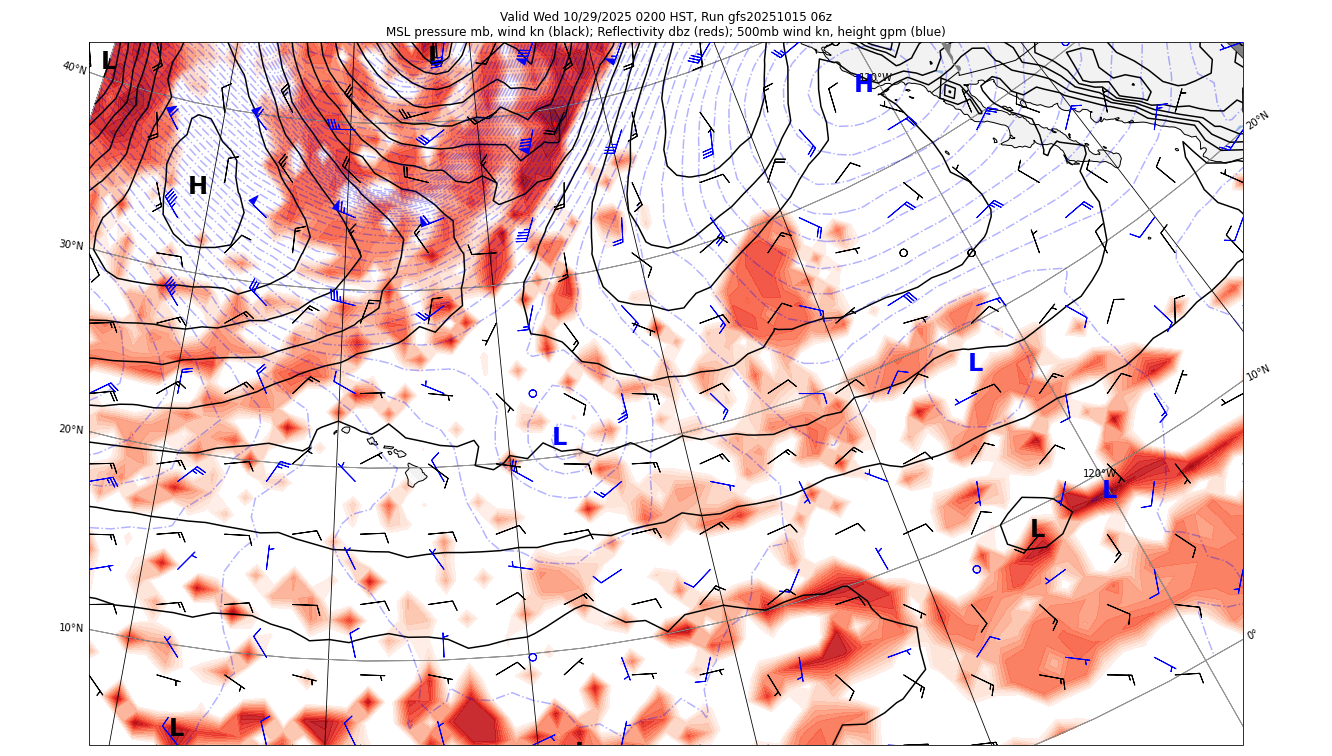 Valid Wed 10/29/2025 0200 HST, Run gfs20251015 06z
MSL pressure mb, wind kn (black); Reflectivity dbz (reds); 500mb wind kn, height gpm (blue)
L
L
40°N
H
20°N
H
30°N
L
10°N
L
20°N
120°W
L
L
10°N
0°
L